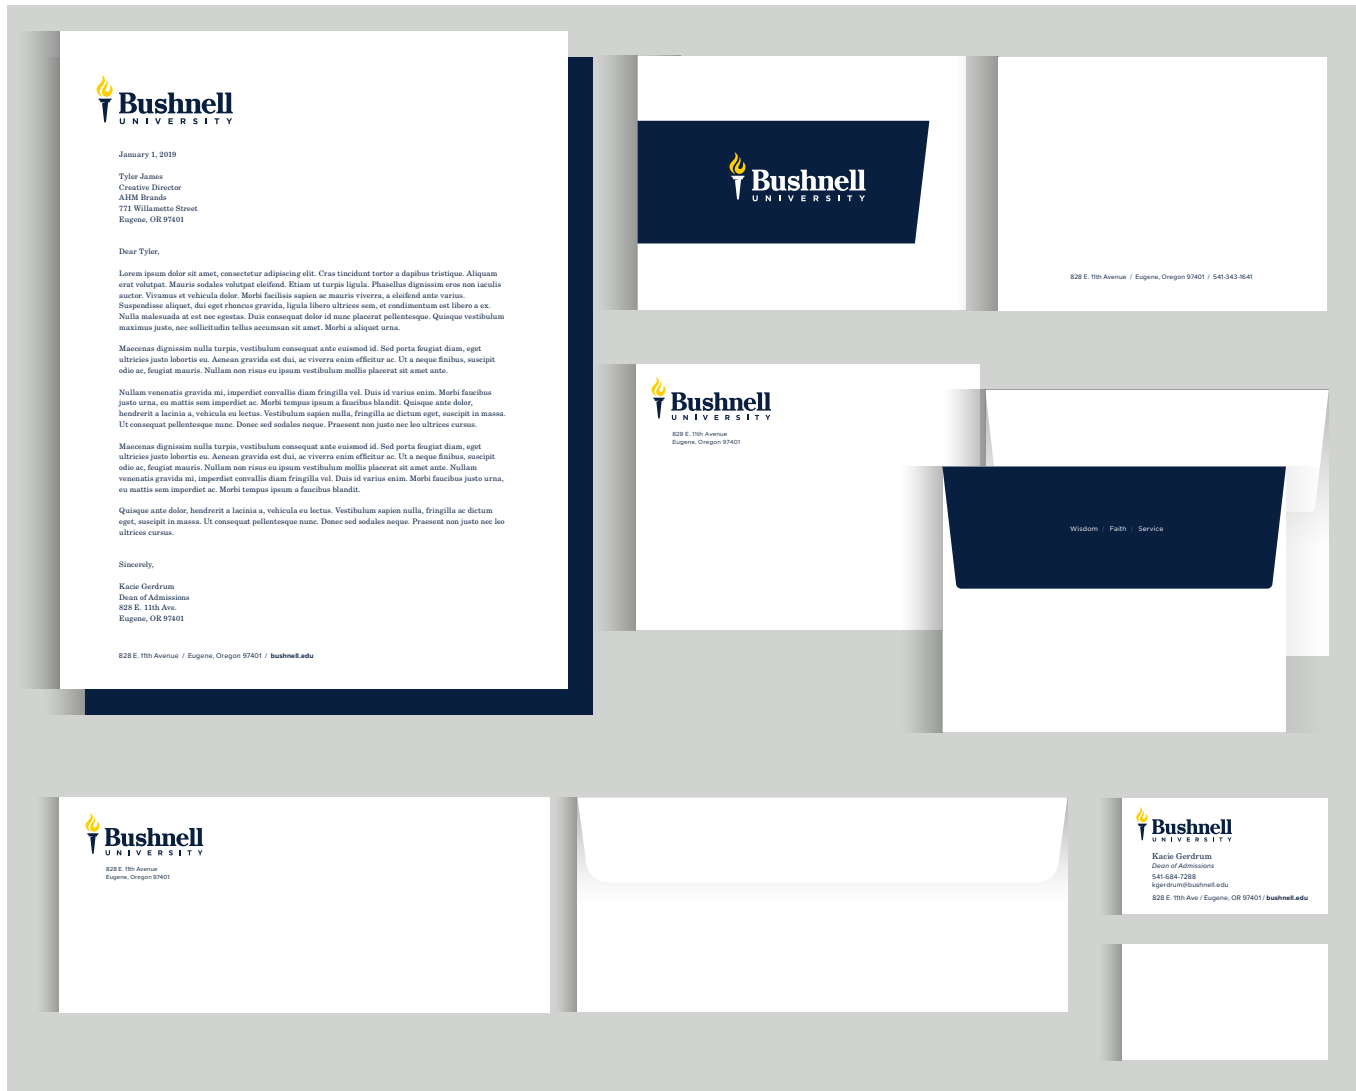 Bushnell
UNIVERSITY
January 1, 2019
Tyler James
Creative Director
AHM Brands
771 Willamette Street
Eugene, OR 97401
Dear Tyler,
Lorem ipsum dolor sit amet, consectetur adipiscing elit. Cras tincidunt tortor a dapibus tristique. Aliquam
erat volutpat. Mauris sodales volutpat eleifend. Etiam ut turpis ligula. Phasellus dignissim eros non iaculis
auctor. Vivamus et vehicula dolor. Morbi facilisis sapien ac mauris viverra, a eleifend ante varius.
Suspendisse aliquet, dui eget rhoncus gravida, ligula libero ultrices sem, et condimentum est libero a ex.
Nulla malesuada at est nec egestas. Duis consequat dolor id nunc placerat pellentesque. Quisque vestibulum
maximus justo, nec sollicitudin tellus accumsan sit amet. Morbi a aliquet urna.
Maecenas dignissim nulla turpis, vestibulum consequat ante euismod id. Sed porta feugiat diam, eget
ultricies justo lobortis eu. Aenean gravida est dui, ac viverra enim efficitur ac. Ut a neque finibus, suscipit
odio ac, feugiat mauris. Nullam non risus eu ipsum vestibulum mollis placerat sit amet ante.
Nullam venenatis gravida mi, imperdiet convallis diam fringilla vel. Duis id varius enim. Morbi faucibus
justo urna, eu mattis sem imperdiet ac. Morbi tempus ipsum a faucibus blandit. Quisque ante dolor,
hendrerit a lacinia a, vehicula eu lectus. Vestibulum sapien nulla, fringilla ac dictum eget, suscipit in massa.
Ut consequat pellentesque nunc. Donec sed sodales neque. Praesent non justo nec leo ultrices cursus.
Maecenas dignissim nulla turpis, vestibulum consequat ante euismod id. Sed porta feugiat diam, eget
ultricies justo lobortis eu. Aenean gravida est dui, ac viverra enim efficitur ac. Ut a neque finibus, suscipit
odio ac, feugiat mauris. Nullam non risus eu ipsum vestibulum mollis placerat sit amet ante. Nullam
venenatis gravida mi, imperdiet convallis diam fringilla vel. Duis id varius enim. Morbi faucibus justo urna,
eu mattis sem imperdiet ac. Morbi tempus ipsum a faucibus blandit.
Quisque ante dolor, hendrerit a lacinia a, vehicula eu lectus. Vestibulum sapien nulla, fringilla ac dictum
eget, suscipit in massa. Ut consequat pellentesque nunc. Donec sed sodales neque. Praesent non justo nec leo
ultrices cursus.
Sincerely,
Kacie Gerdrum
Dean of Admissions
828 E. 11th Ave.
Eugene, OR 97401
828 E. 11th Avenue / Eugene, Oregon 97401 / bushnell.edu
Bushnell
UNIVERSITY
828 E. 11th Avenue / Eugene, Oregon 97401 / 541-343-1641
Bushnell
UNIVERSITY
828 E. 11th Avenue
Eugene, Oregon 97401
Wisdom / Faith / Service
Bushnell
UNIVERSITY
828 E. 11th Avenue
Eugene, Oregon 97401
Bushnell
UNIVERSITY
Kacie Gerdrum
Dean of Admissions
541-684-7288
kgerdrum@bushnell.edu
828 E. 11th Ave / Eugene, OR 97401 / bushnell.edu